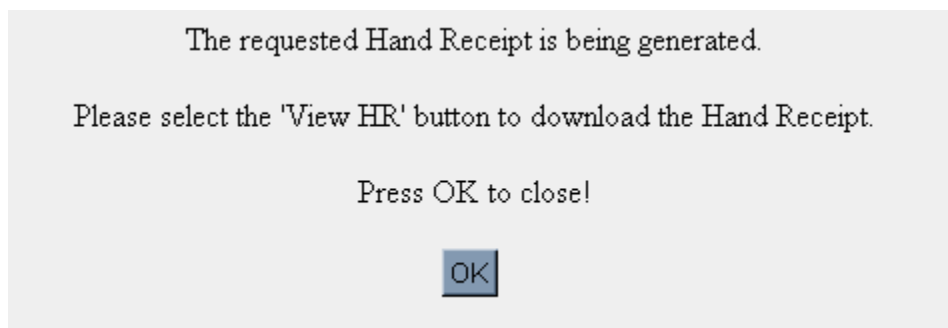 The requested Hand Receipt is being generated.
Please select the 'View HR' button to download the Hand Receipt.
Press OK to close!
OK